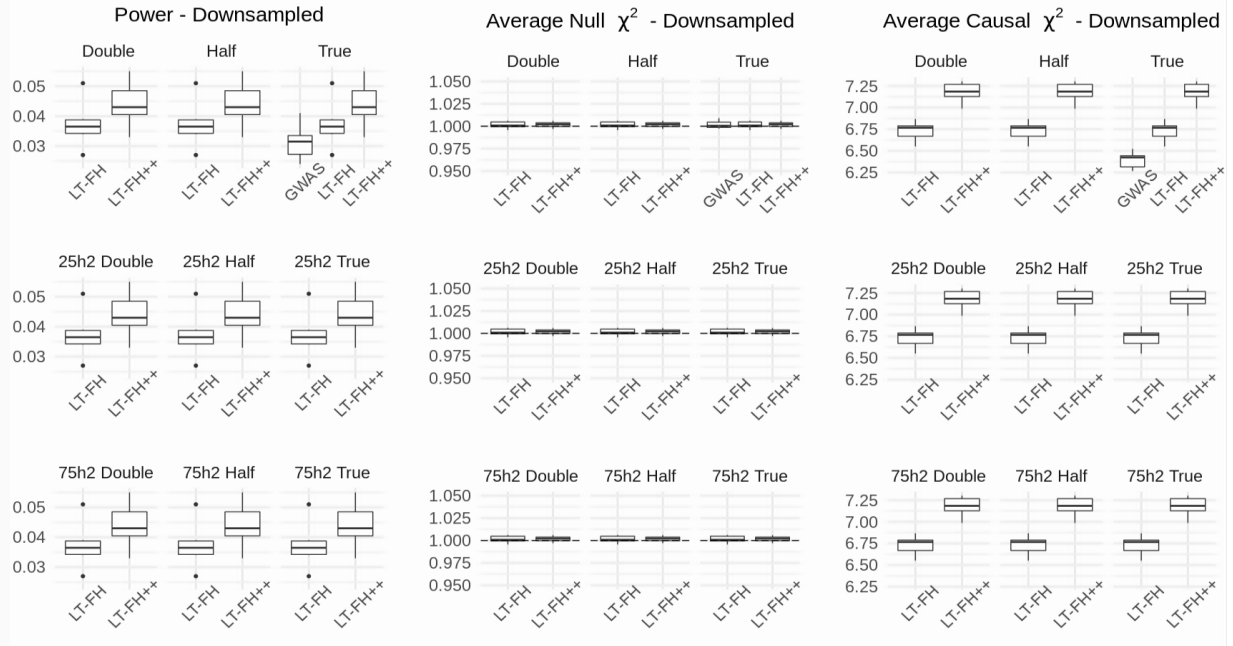 Power - Downsampled
Average Null χ² - Downsampled
Average Causal χ² - Downsampled
Double Half True
0.05
0.04
0.03
LT-FH LT-FH++ LT-FH LT-FH++ GWAS LT-FH LT-FH++
Double Half True
1.050
1.025
1.000
0.975
0.950
LT-FH LT-FH++ LT-FH LT-FH++ GWAS LT-FH LT-FH++
Double Half True
7.25
7.00
6.75
6.50
6.25
LT-FH LT-FH++ LT-FH LT-FH++ GWAS LT-FH LT-FH++
25h2 Double 25h2 Half 25h2 True
0.05
0.04
0.03
LT-FH LT-FH++ LT-FH LT-FH++ LT-FH LT-FH++
25h2 Double 25h2 Half 25h2 True
1.050
1.025
1.000
0.975
0.950
LT-FH LT-FH++ LT-FH LT-FH++ LT-FH LT-FH++
25h2 Double 25h2 Half 25h2 True
7.25
7.00
6.75
6.50
6.25
LT-FH LT-FH++ LT-FH LT-FH++ LT-FH LT-FH++
75h2 Double 75h2 Half 75h2 True
0.05
0.04
0.03
LT-FH LT-FH++ LT-FH LT-FH++ LT-FH LT-FH++
75h2 Double 75h2 Half 75h2 True
1.050
1.025
1.000
0.975
0.950
LT-FH LT-FH++ LT-FH LT-FH++ LT-FH LT-FH++
75h2 Double 75h2 Half 75h2 True
7.25
7.00
6.75
6.50
6.25
LT-FH LT-FH++ LT-FH LT-FH++ LT-FH LT-FH++